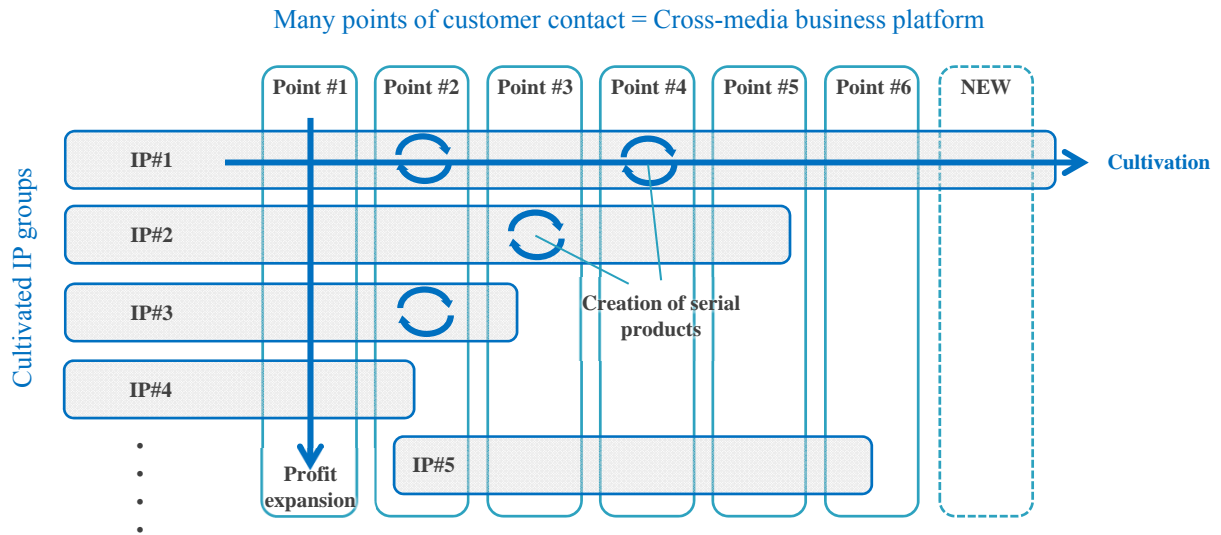 Many points of customer contact = Cross-media business platform
Point #1
Point #2
Point #3
Point #4
Point #5
Point #6
NEW
Cultivated IP groups
IP#1
Cultivation
IP#2
IP#3
Creation of serial
products
IP#4
IP#5
Profit
expansion